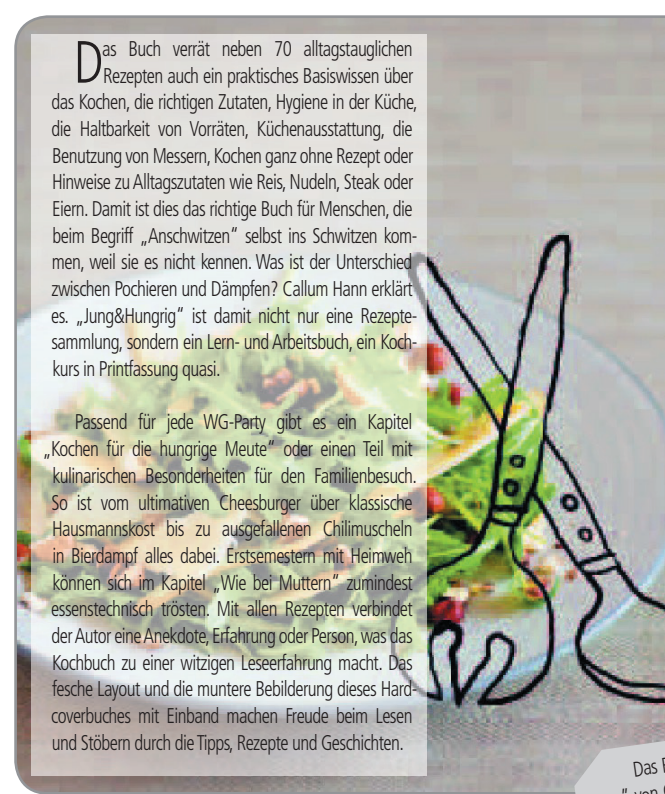 Das Buch verrät neben 70 alltagstauglichen
Rezepten auch ein praktisches Basiswissen über
das Kochen, die richtigen Zutaten, Hygiene in der Küche,
die Haltbarkeit von Vorräten, Küchenausstattung, die
Benutzung von Messern, Kochen ganz ohne Rezept oder
Hinweise zu Alltagszutaten wie Reis, Nudeln, Steak oder
Eiern. Damit ist dies das richtige Buch für Menschen, die
beim Begriff „Anschwitzen“ selbst ins Schwitzen kom-
men, weil sie es nicht kennen. Was ist der Unterschied
zwischen Pochieren und Dämpfen? Callum Hann erklärt
es. „Jung&Hungrig“ ist damit nicht nur eine Rezepte-
sammlung, sondern ein Lern- und Arbeitsbuch, ein Koch-
kurs in Printfassung quasi.
Passend für jede WG-Party gibt es ein Kapitel
„Kochen für die hungrige Meute“ oder einen Teil mit
kulinarischen Besonderheiten für den Familienbesuch.
So ist vom ultimativen Cheesburger über klassische
Hausmannskost bis zu ausgefallenen Chilimuscheln
in Bierdampf alles dabei. Erstsemestern mit Heimweh
können sich im Kapitel „Wie bei Muttern“ zumindest
essenstechnisch trösten. Mit allen Rezepten verbindet
der Autor eine Anekdote, Erfahrung oder Person, was das
Kochbuch zu einer witzigen Leseerfahrung macht. Das
fesche Layout und die muntere Bebilderung dieses Hard-
coverbuches mit Einband machen Freude beim Lesen
und Stöbern durch die Tipps, Rezepte und Geschichten.
Das